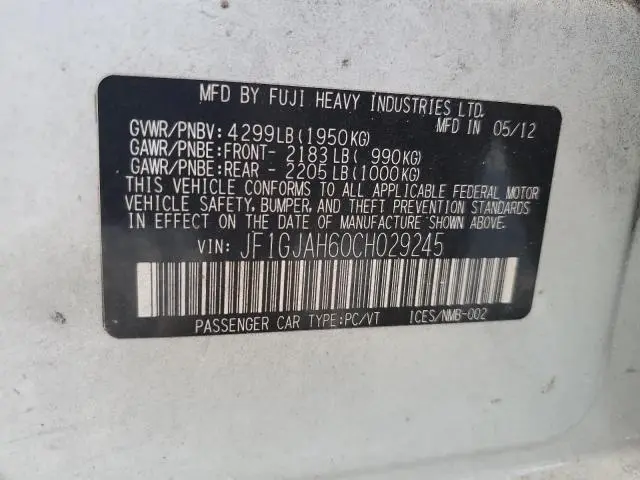 MFD BY FUJI HEAVY INDUSTRIES LTD.
MFD IN 05/12
GVWR/PNBV: 4299LB(1950KG)
GAWR/PNBE:FRONT- 2183LB( 990KG)
GAWR/PNBE:REAR - 2205LB(1000KG)
THIS VEHICLE CONFORMS TO ALL APPLICABLE FEDERAL MOTOR
VEHICLE SAFETY, BUMPER, AND THEFT PREVENTION STANDARDS
IN EFFECT ON THE DATE OF MANUFACTURE SHOWN ABOVE.
VIN: JF1GJAH60CH029245
PASSENGER CAR TYPE:PC/VT ICES/NMB-002